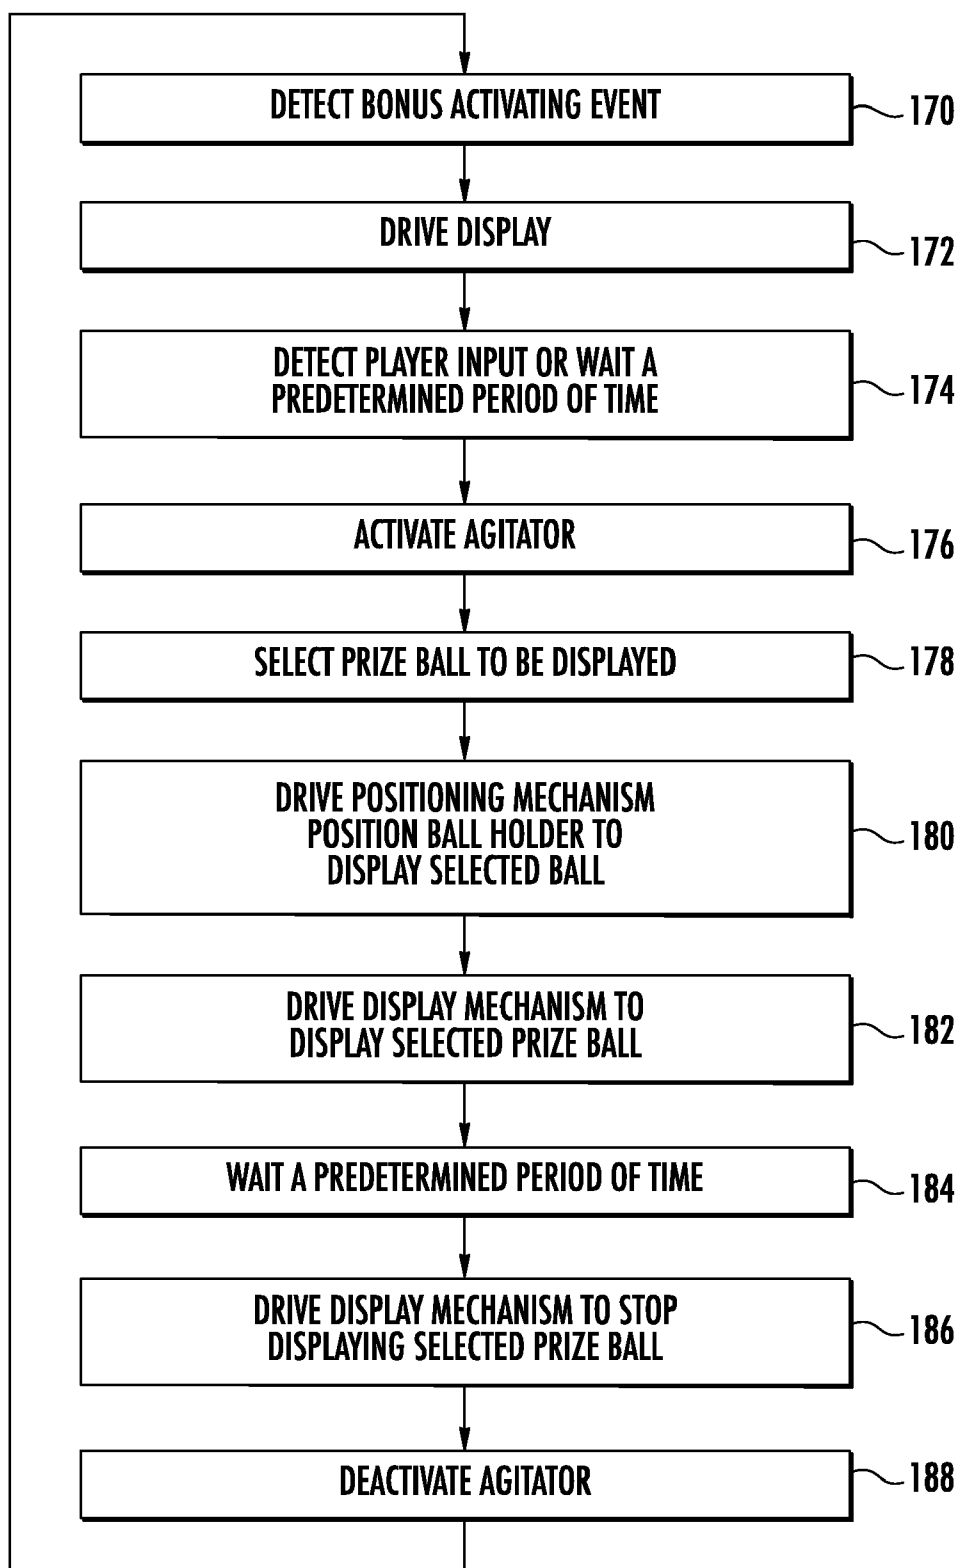 DETECT BONUS ACTIVATING EVENT
170
DRIVE DISPLAY
172
DETECT PLAYER INPUT OR WAIT A
PREDETERMINED PERIOD OF TIME
174
ACTIVATE AGITATOR
176
SELECT PRIZE BALL TO BE DISPLAYED
178
DRIVE POSITIONING MECHANISM
POSITION BALL HOLDER TO
DISPLAY SELECTED BALL
180
DRIVE DISPLAY MECHANISM TO
DISPLAY SELECTED PRIZE BALL
182
WAIT A PREDETERMINED PERIOD OF TIME
184
DRIVE DISPLAY MECHANISM TO STOP
DISPLAYING SELECTED PRIZE BALL
186
DEACTIVATE AGITATOR
188